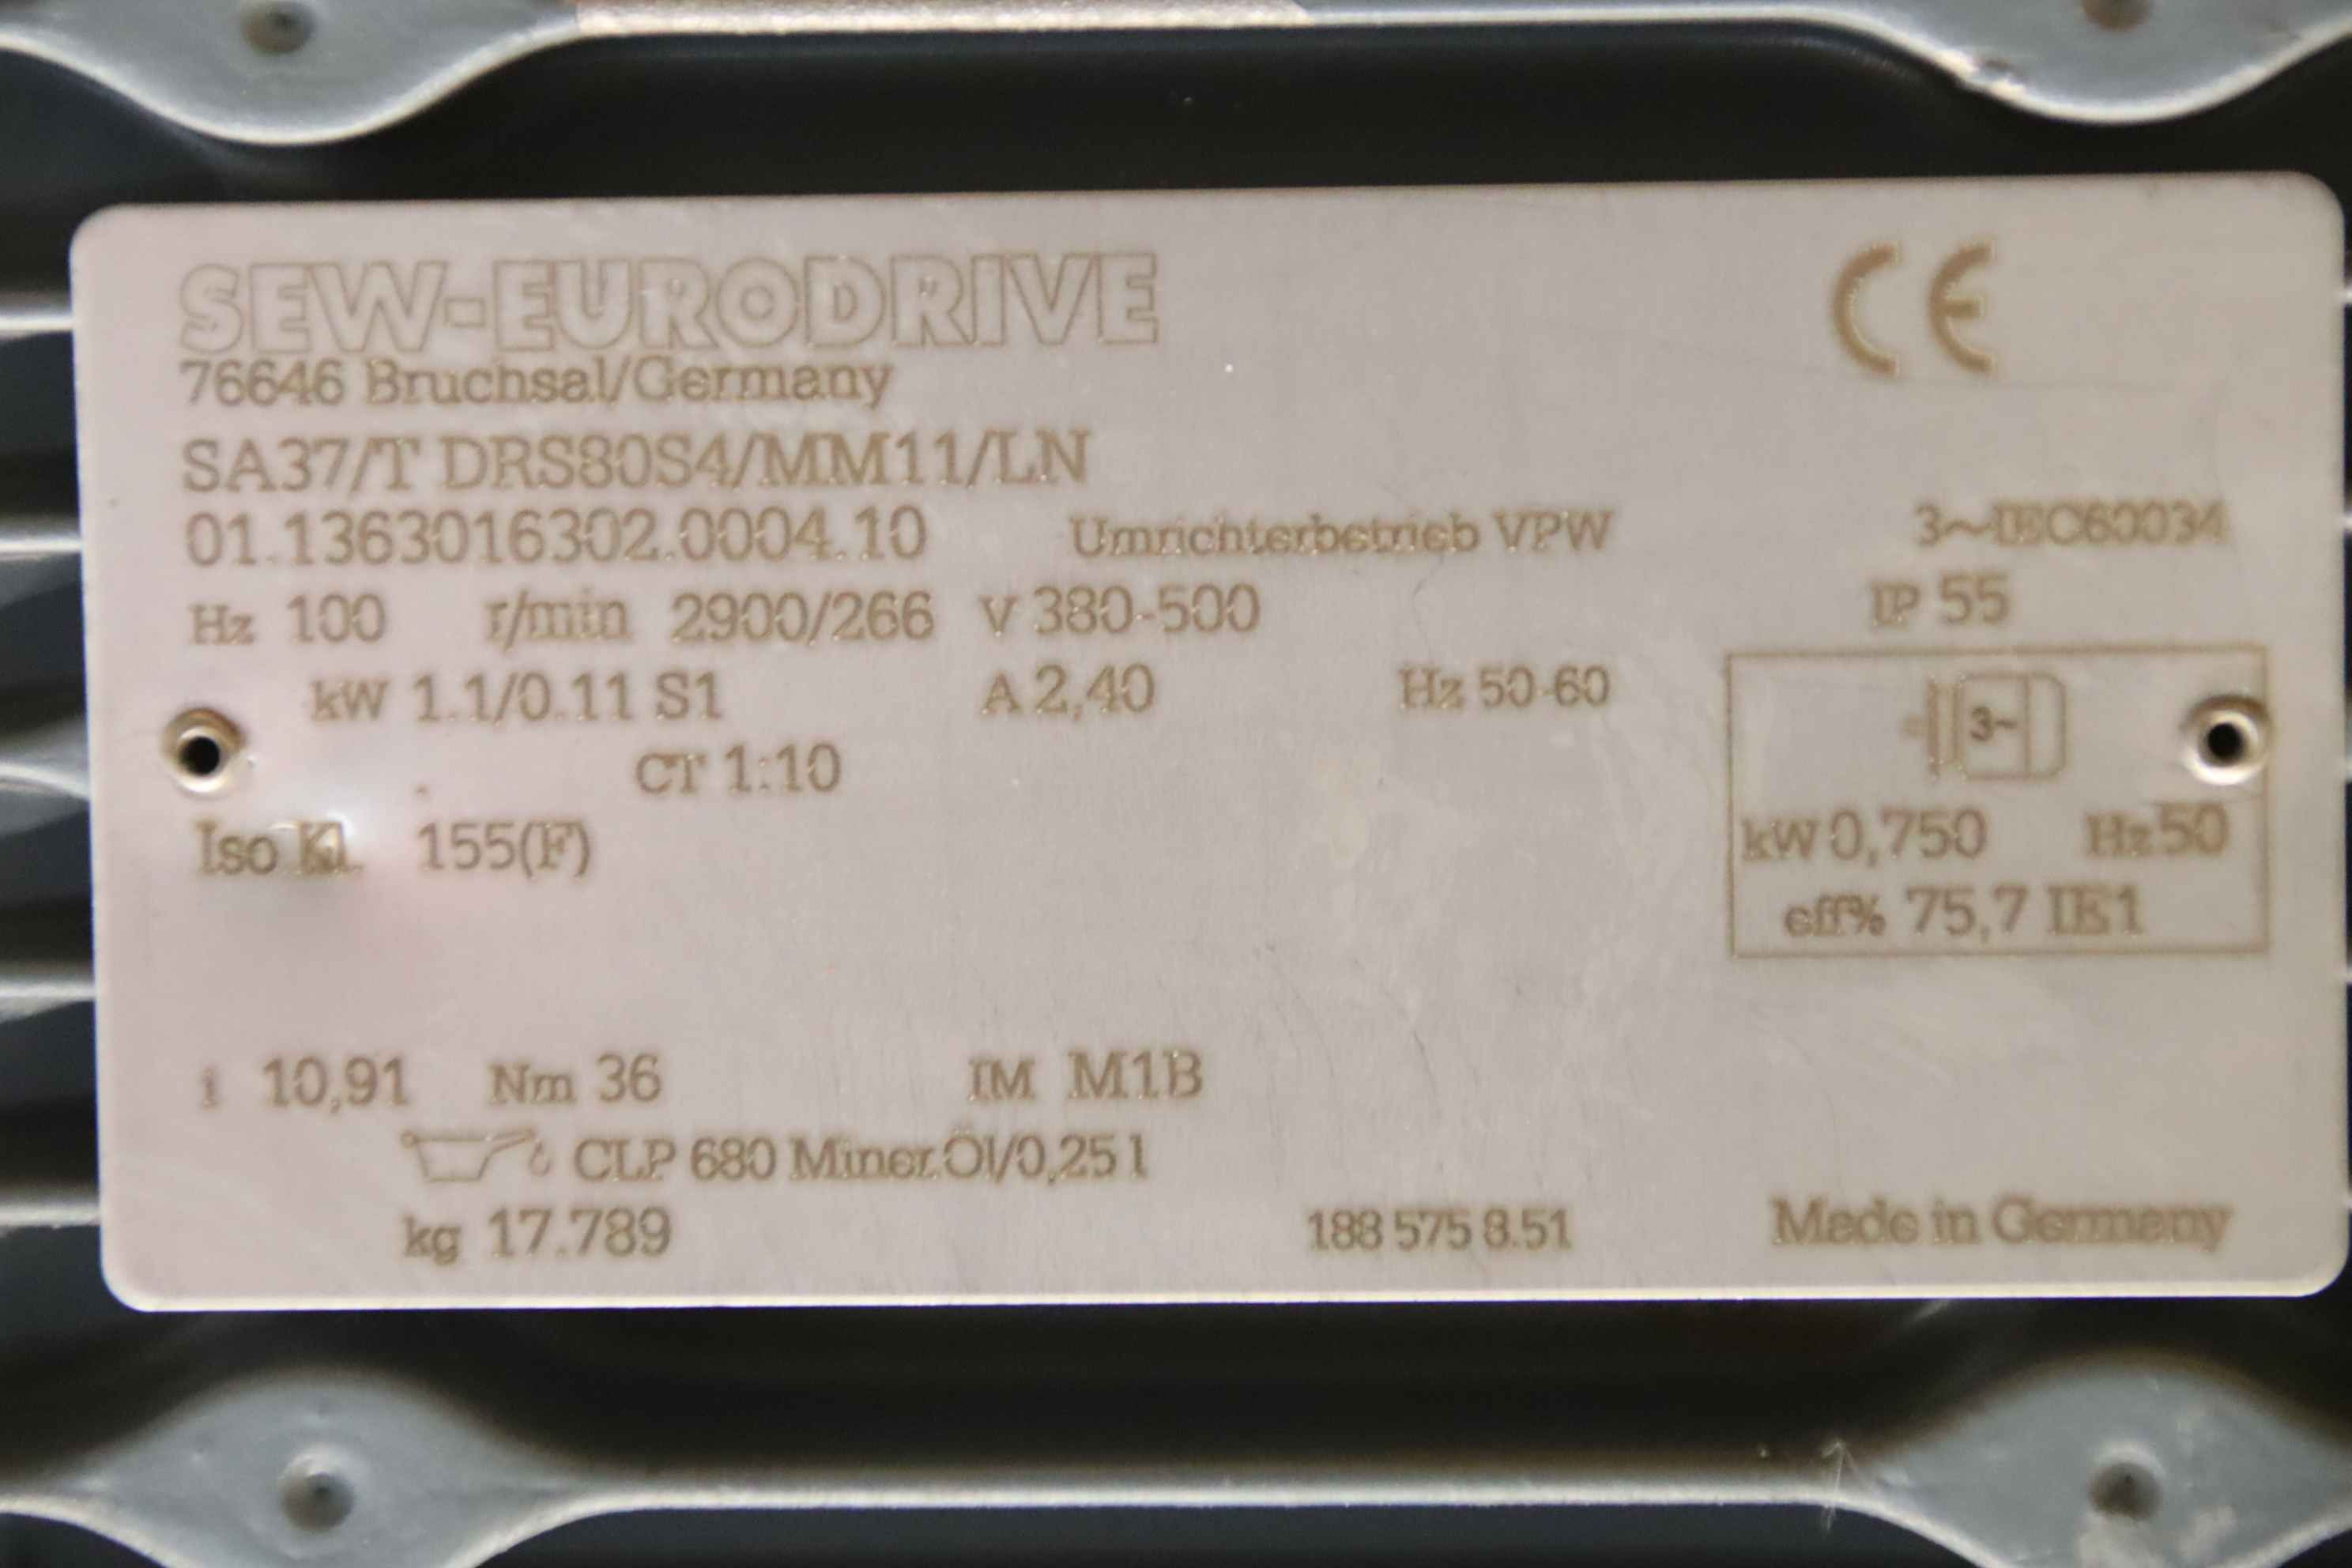 SEW-EURODRIVE
CE
76646 Bruchsal/Germany
SA37/T DRS80S4/MM11/LN
01.1363016302.0004.10 Umrichterbetrieb VPW 3~IEC60034
Hz 100 r/min 2900/266 V 380-500 IP 55
kW 1.1/0.11 S1 A 2,40 Hz 50-60
3~
CT 1:10
Iso Kl. 155(F)
kW 0,750 Hz 50
eff% 75,7 IE1
i 10,91 Nm 36 IM M1B
CLP 680 Miner.Öl/0,25 l
kg 17.789 188 575 8.51 Made in Germany